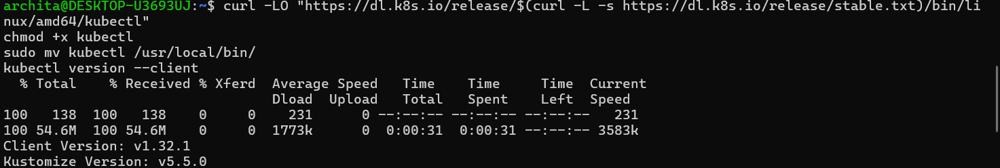 archita@DESKTOP-U3693UJ:~$ curl -LO "https://dl.k8s.io/release/$(curl -L -s https://dl.k8s.io/release/stable.txt)/bin/li
nux/amd64/kubectl"
chmod +x kubectl
sudo mv kubectl /usr/local/bin/
kubectl version --client
  % Total    % Received % Xferd  Average Speed   Time    Time     Time  Current
                                 Dload  Upload   Total   Spent    Left  Speed
100   138  100   138    0     0    231      0 --:--:-- --:--:-- --:--:--   231
100 54.6M  100 54.6M    0     0  1773k      0  0:00:31  0:00:31 --:--:-- 3583k
Client Version: v1.32.1
Kustomize Version: v5.5.0